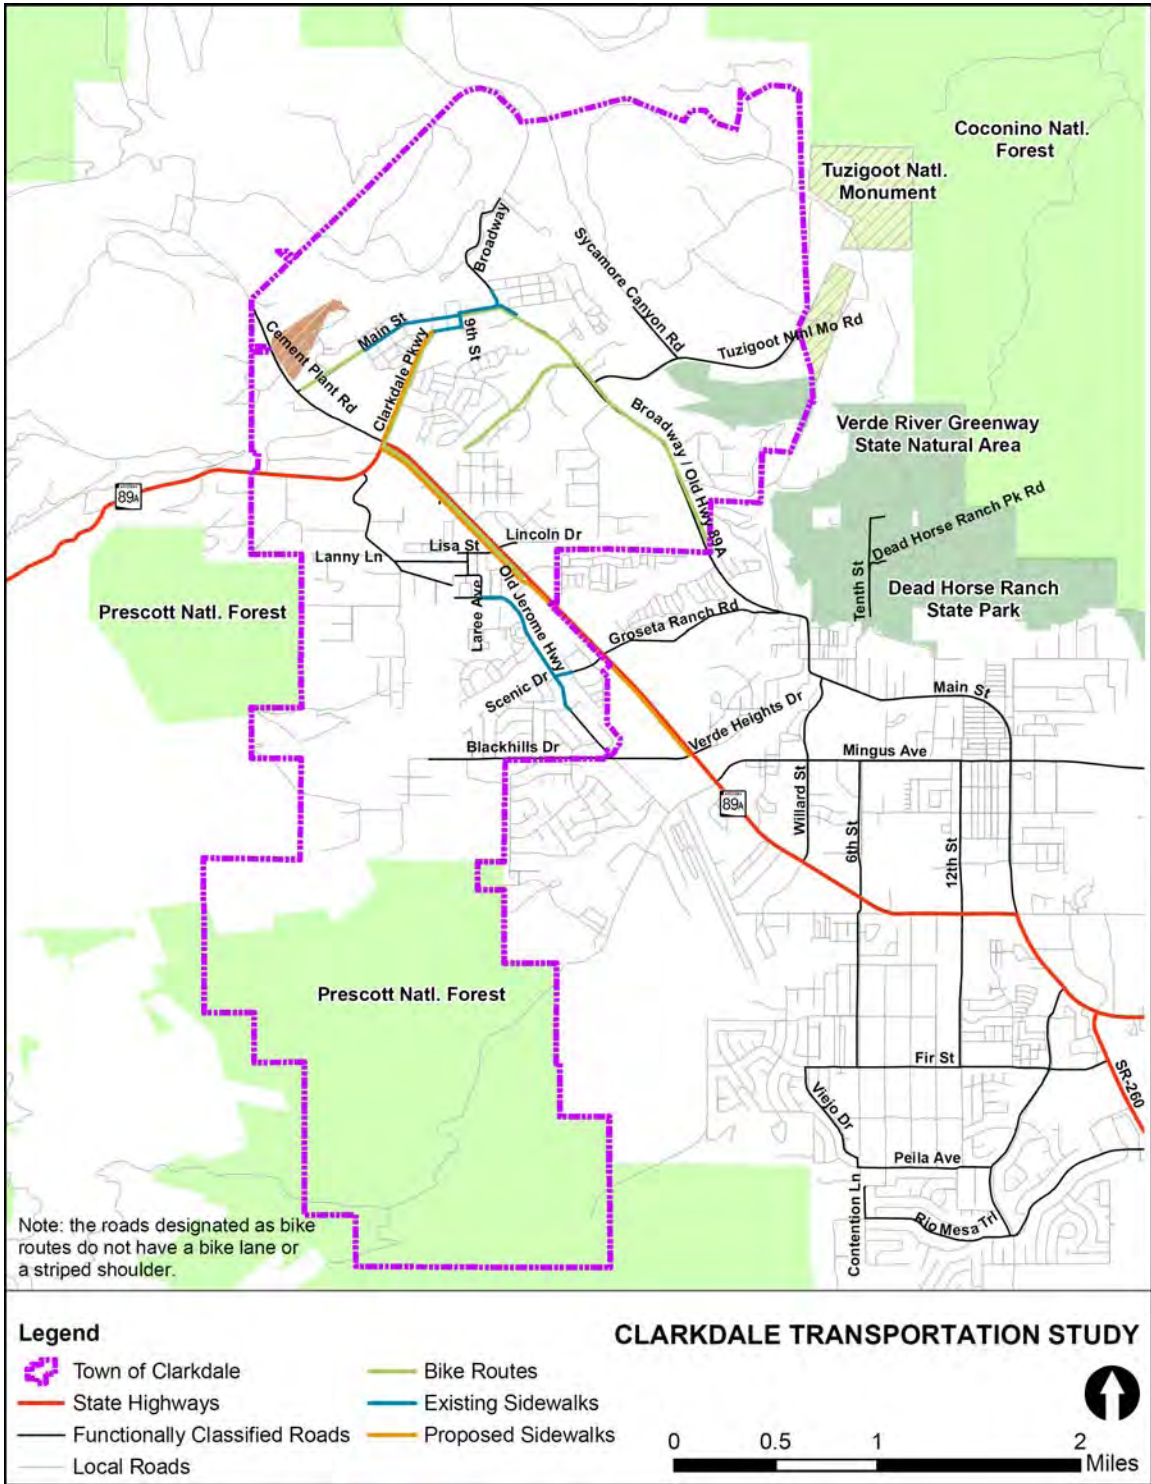 Coconino Natl.
Forest
Tuzigoot Natl.
Monument
Broadway
Sycamore Canyon Rd
Tuzigoot Ntnl Mo Rd
Main St
9th St
Cement Plant Rd
Clarkdale Pkwy
Broadway / Old Hwy 89A
Verde River Greenway
State Natural Area
89A
Dead Horse Ranch Pk Rd
Tenth St
Lincoln Dr
Lisa St
Lanny Ln
Dead Horse Ranch
State Park
Prescott Natl. Forest
Laree Ave
Old Jerome Hwy
Groseta Ranch Rd
Scenic Dr
Main St
Verde Heights Dr
Blackhills Dr
Mingus Ave
89A
Willard St
6th St
12th St
Prescott Natl. Forest
Fir St
SR-260
Viejo Dr
Peila Ave
Contention Ln
Rio Mesa Trl
Note: the roads designated as bike
routes do not have a bike lane or
a striped shoulder.
Legend
CLARKDALE TRANSPORTATION STUDY
Town of Clarkdale
State Highways
Functionally Classified Roads
Local Roads
Bike Routes
Existing Sidewalks
Proposed Sidewalks
0 0.5 1 2
Miles